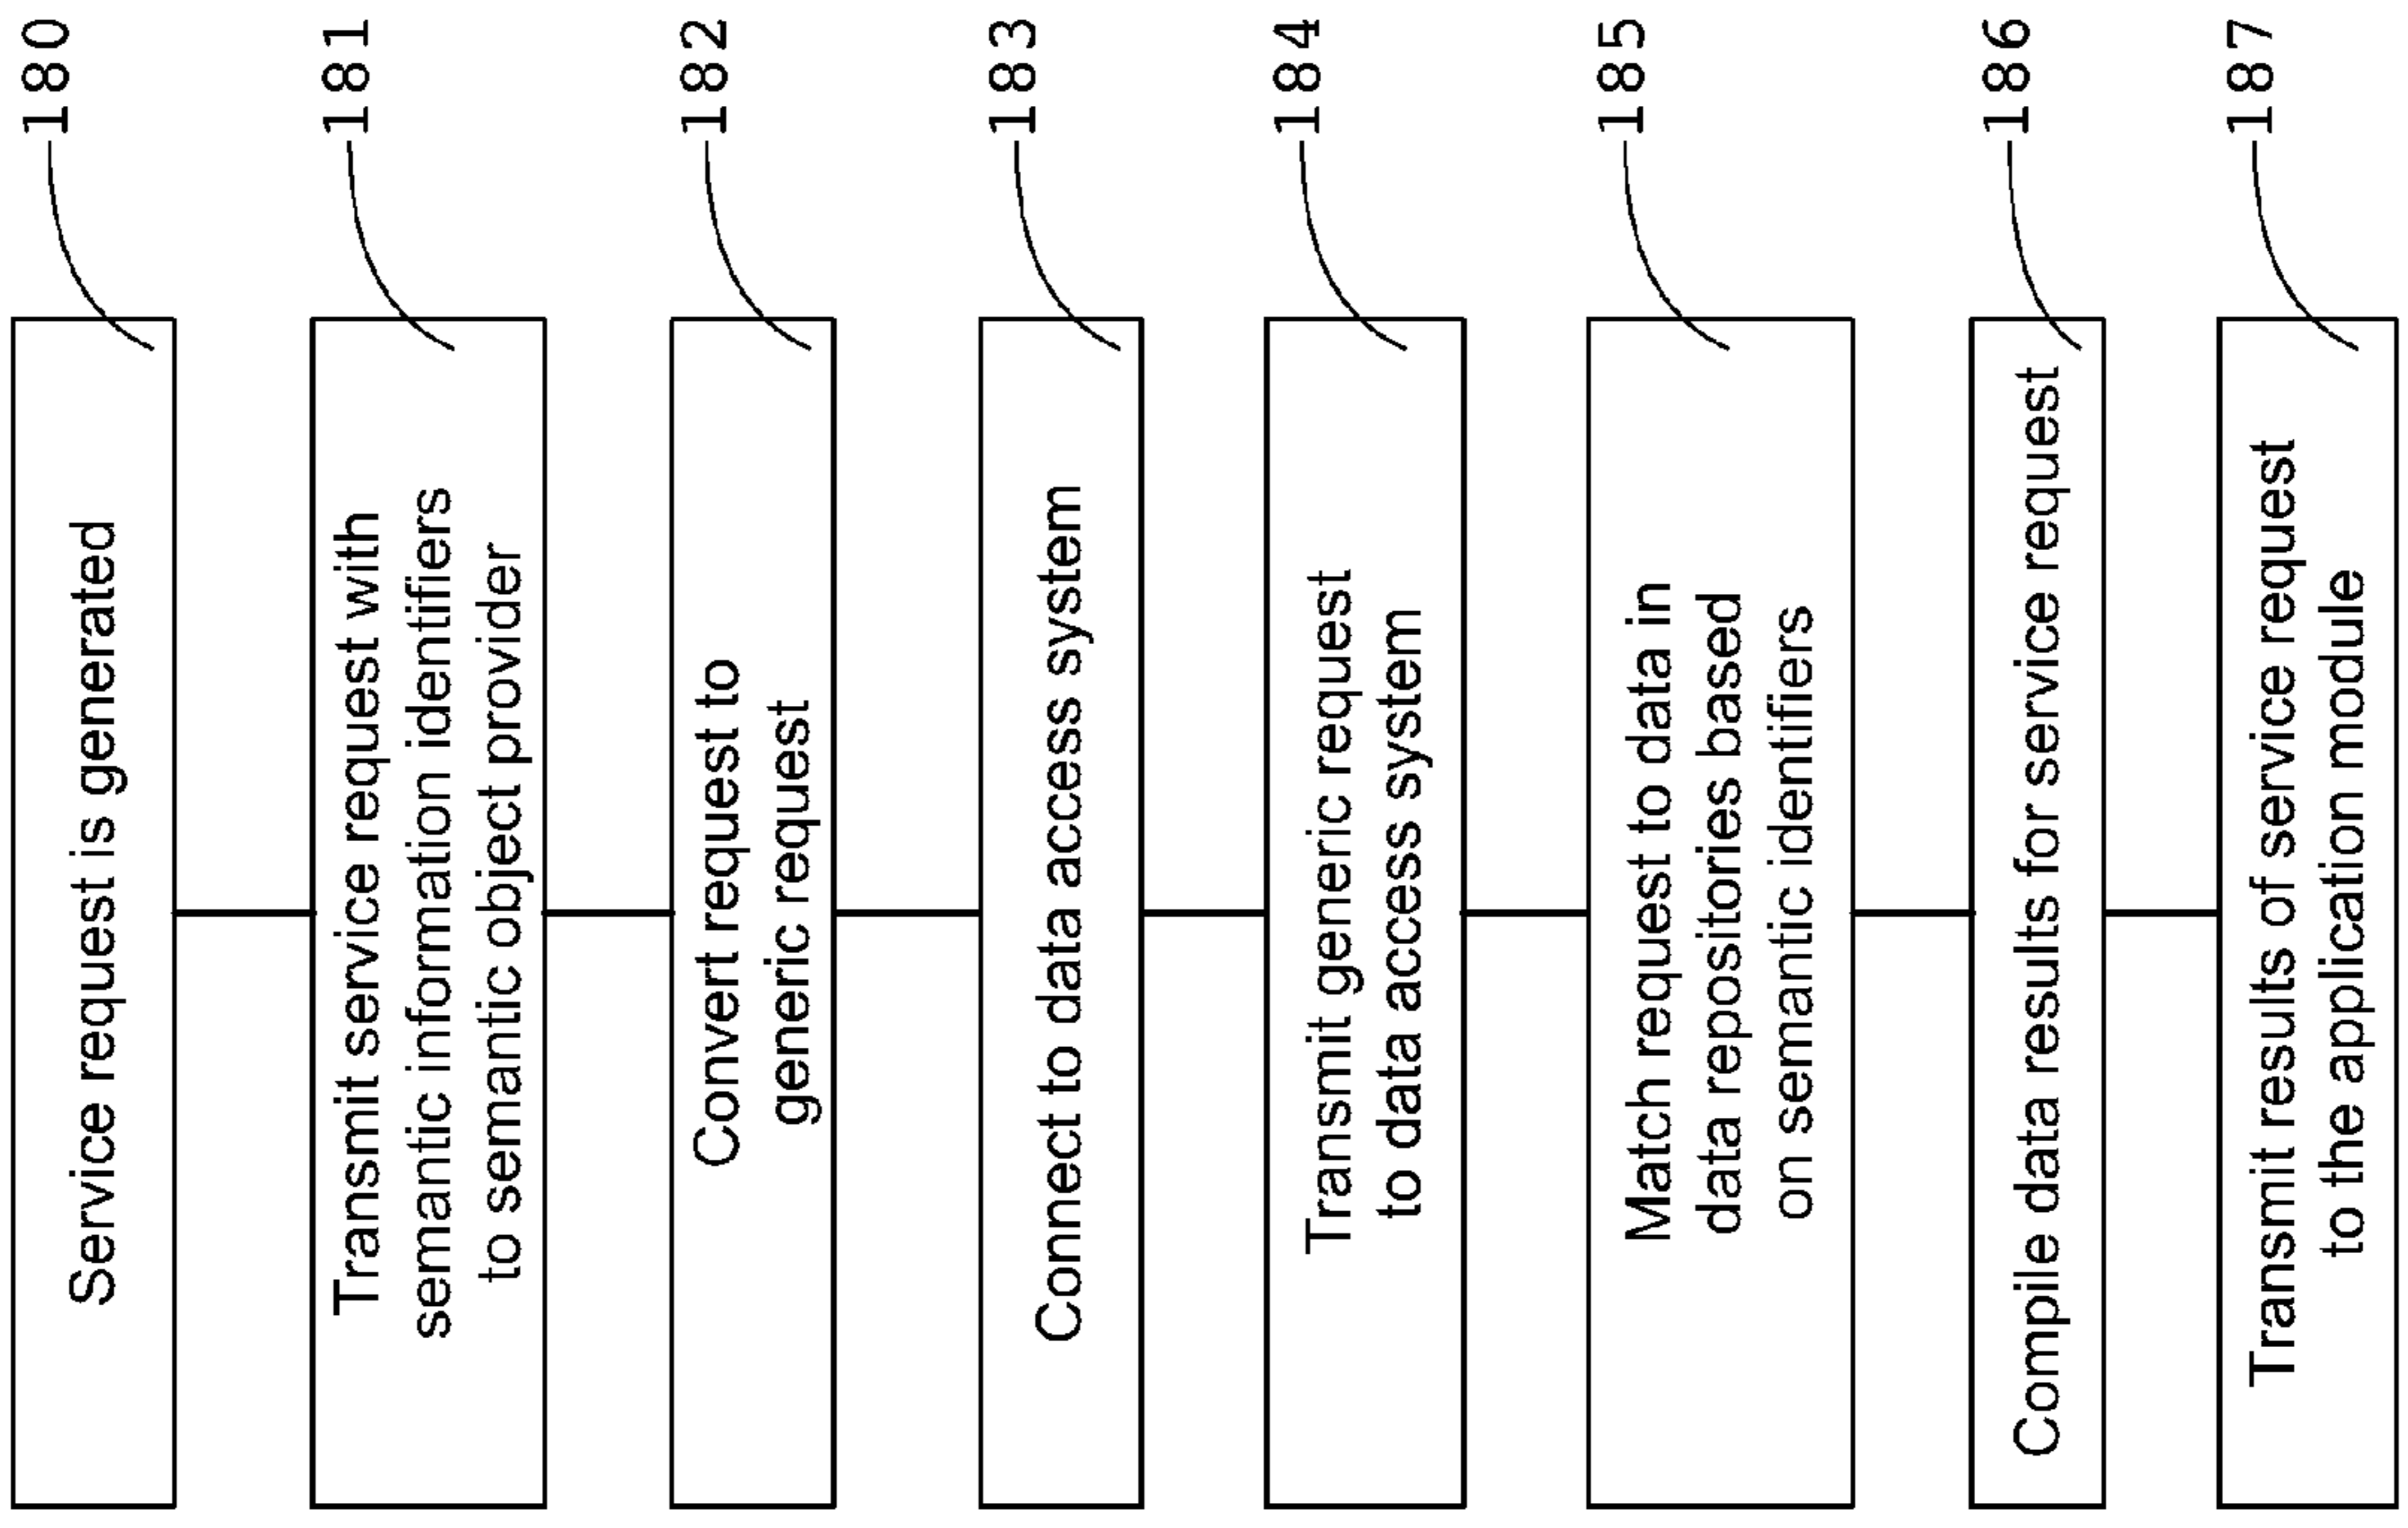 180
Service request is generated
181
Transmit service request with
semantic information identifiers
to semantic object provider
182
Convert request to
generic request
183
Connect to data access system
184
Transmit generic request
to data access system
185
Match request to data in
data repositories based
on semantic identifiers
186
Compile data results for service request
187
Transmit results of service request
to the application module